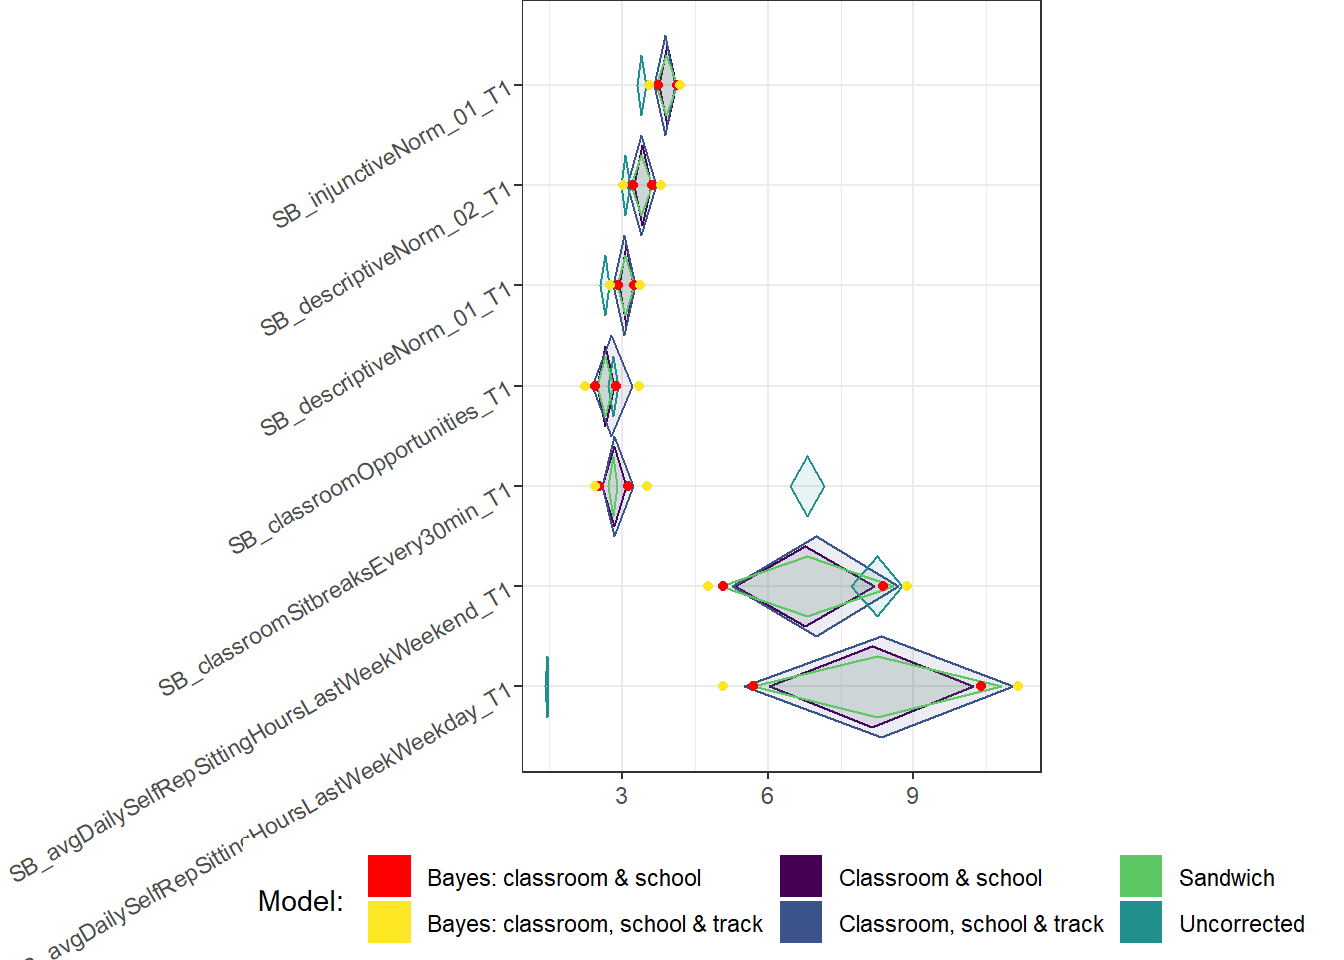 SB_injunctiveNorm_01_T1
SB_descriptiveNorm_02_T1
SB_descriptiveNorm_01_T1
SB_classroomOpportunities_T1
SB_classroomSitbreaksEvery30min_T1
SB_avgDailySelfRepSittingHoursLastWeekWeekend_T1
_avgDailySelfRepSittingHoursLastWeekWeekday_T1
3 6 9
Model:
Bayes: classroom & school
Bayes: classroom, school & track
Classroom & school
Classroom, school & track
Sandwich
Uncorrected